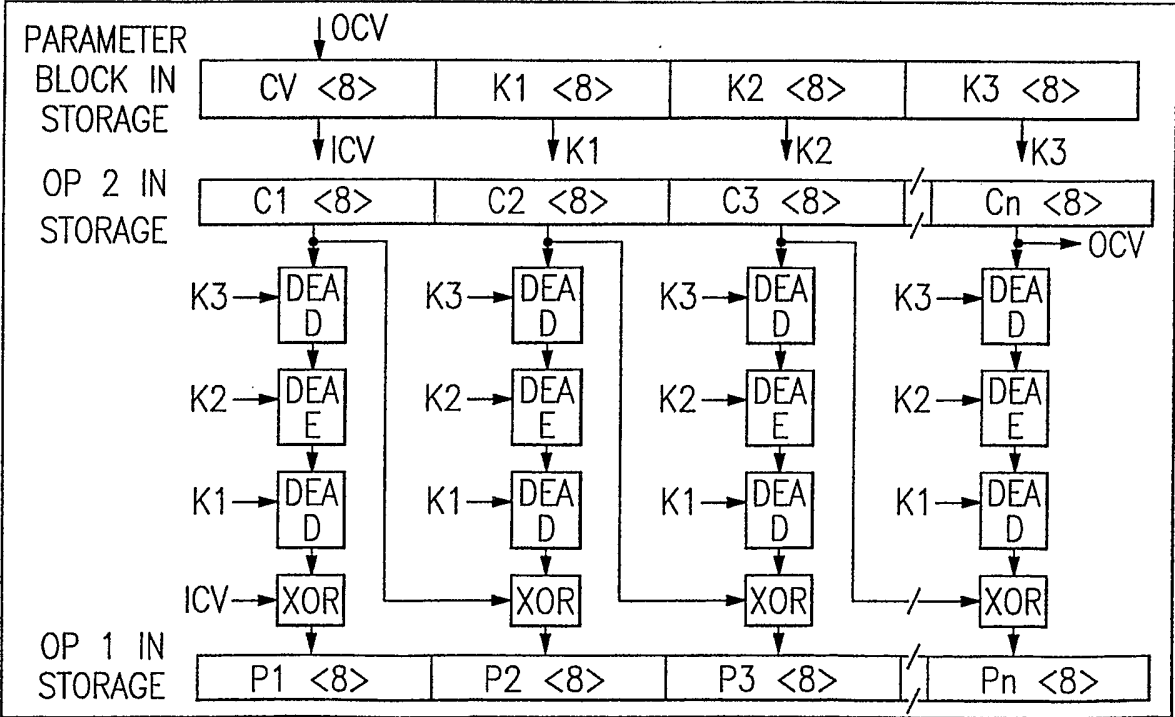 OCV
PARAMETER
BLOCK IN
STORAGE
CV <8> K1 <8> K2 <8> K3 <8>
ICV K1 K2 K3
OP 2 IN
STORAGE
C1 <8> C2 <8> C3 <8> Cn <8>
OCV
K3 DEA K3 DEA K3 DEA DEA
D D D D
K2 DEA K2 DEA K2 DEA K2 DEA
E E E E
K1 DEA K1 DEA K1 DEA K1 DEA
D D D D
ICV XOR XOR XOR XOR
OP 1 IN
STORAGE
P1 <8> P2 <8> P3 <8> Pn <8>